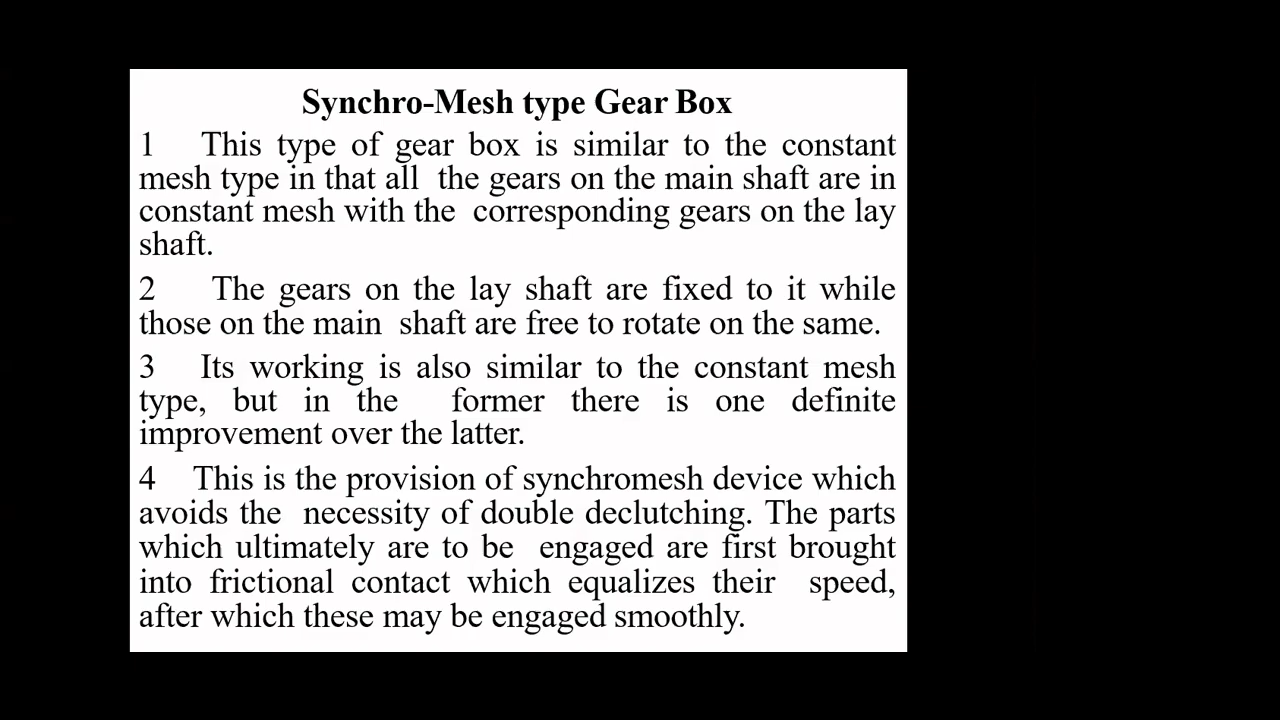 Synchro-Mesh type Gear Box
1 This type of gear box is similar to the constant
mesh type in that all the gears on the main shaft are in
constant mesh with the corresponding gears on the lay
shaft.
2 The gears on the lay shaft are fixed to it while
those on the main shaft are free to rotate on the same.
3 Its working is also similar to the constant mesh
type, but in the former there is one definite
improvement over the latter.
4 This is the provision of synchromesh device which
avoids the necessity of double declutching. The parts
which ultimately are to be engaged are first brought
into frictional contact which equalizes their speed,
after which these may be engaged smoothly.